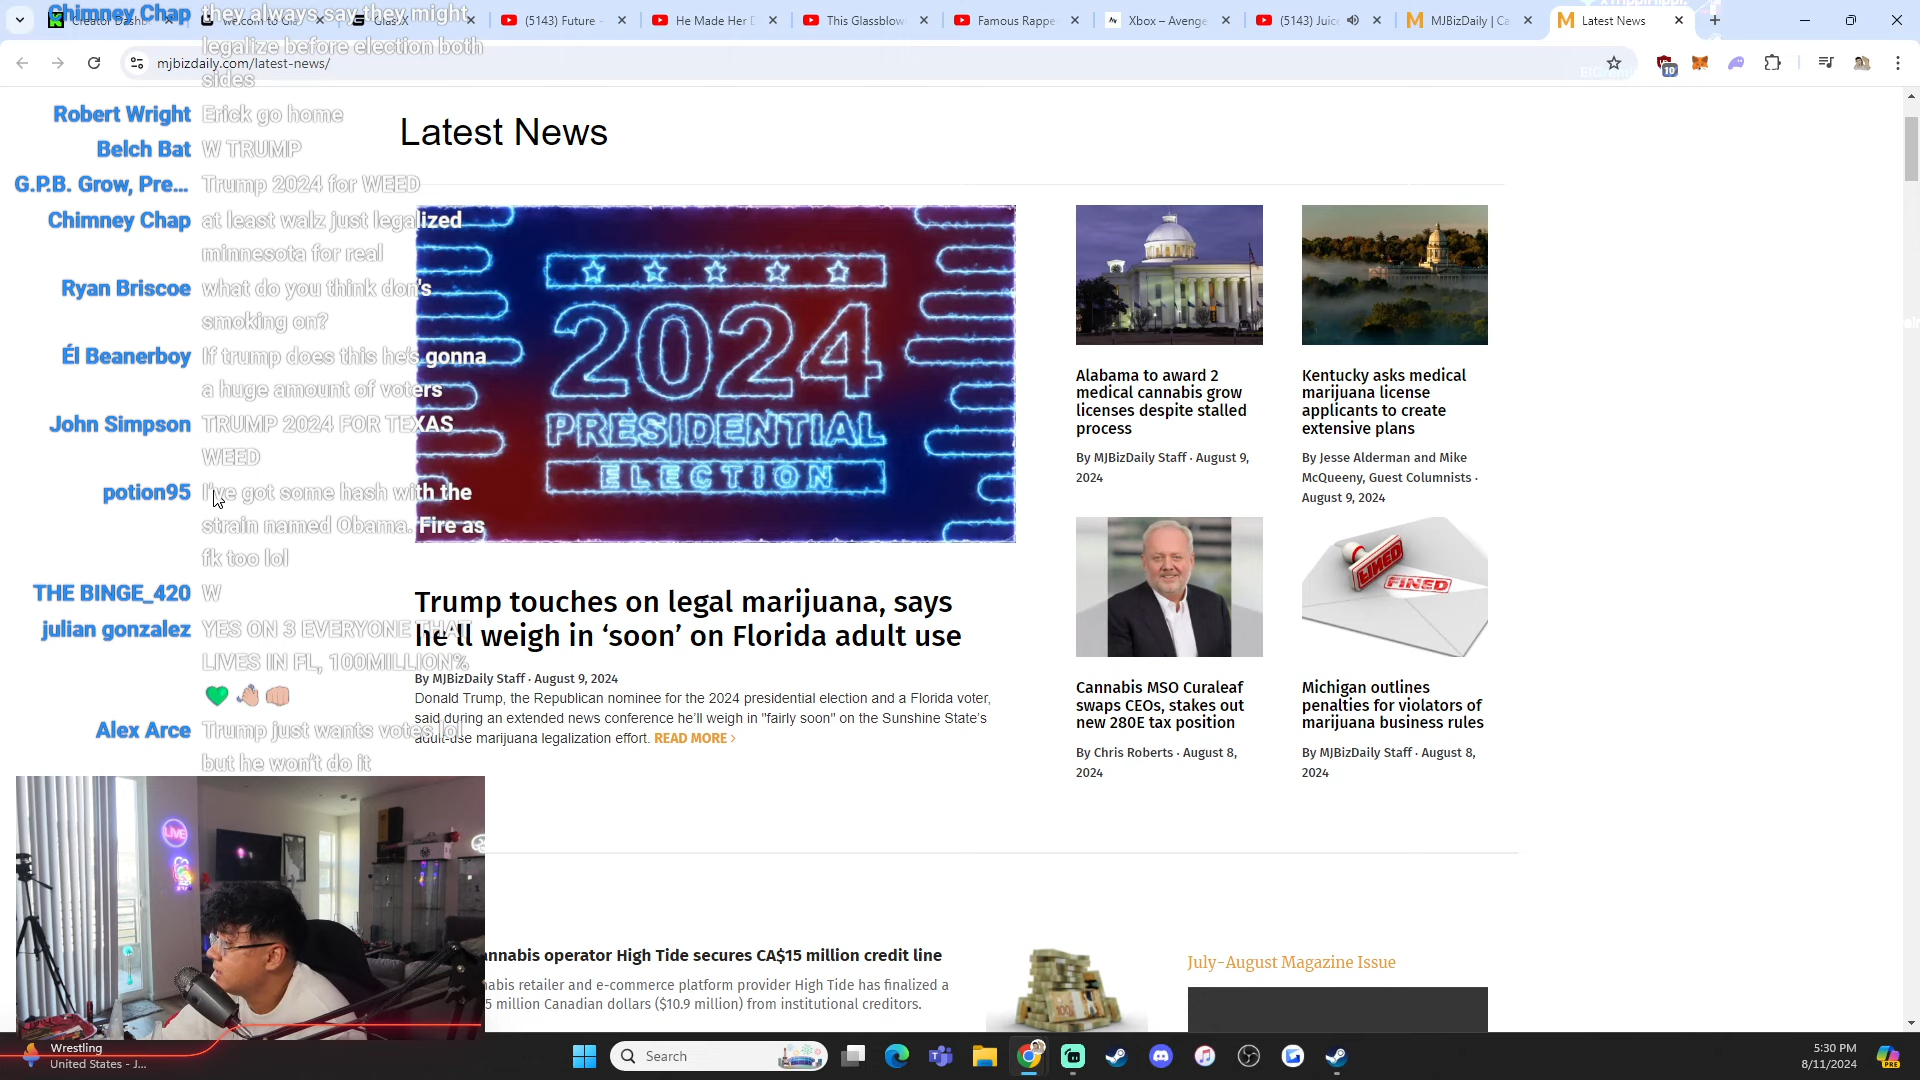 Creator Dash
(5143) Future -
He Made Her D
This Glassblow
Famous Rappe
Xbox – Avenge
(5143) Juic
MJBizDaily | Ca
Latest News
mjbizdaily.com/latest-news/
10
Chimney Chap they always say they might
legalize before election both
sides
Robert Wright Erick go home
Belch Bat W TRUMP
G.P.B. Grow, Pre... Trump 2024 for WEED
Chimney Chap at least walz just legalized
minnesota for real
Ryan Briscoe what do you think don's
smoking on?
Él Beanerboy If trump does this he's gonna
a huge amount of voters
John Simpson TRUMP 2024 FOR TEXAS
WEED
potion95 I've got some hash with the
strain named Obama. Fire as
fk too lol
THE BINGE_420 W
julian gonzalez YES ON 3 EVERYONE THAT
LIVES IN FL, 100MILLION%
Alex Arce Trump just wants votes lol
but he won't do it
Latest News
2024
PRESIDENTIAL
ELECTION
Trump touches on legal marijuana, says
he'll weigh in ‘soon’ on Florida adult use
By MJBizDaily Staff · August 9, 2024
Donald Trump, the Republican nominee for the 2024 presidential election and a Florida voter,
said during an extended news conference he'll weigh in "fairly soon" on the Sunshine State's
adult-use marijuana legalization effort. READ MORE >
Alabama to award 2
medical cannabis grow
licenses despite stalled
process
By MJBizDaily Staff · August 9,
2024
Kentucky asks medical
marijuana license
applicants to create
extensive plans
By Jesse Alderman and Mike
McQueeny, Guest Columnists ·
August 9, 2024
FINED
FINED
Cannabis MSO Curaleaf
swaps CEOs, stakes out
new 280E tax position
By Chris Roberts · August 8,
2024
Michigan outlines
penalties for violators of
marijuana business rules
By MJBizDaily Staff · August 8,
2024
annabis operator High Tide secures CA$15 million credit line
nabis retailer and e-commerce platform provider High Tide has finalized a
5 million Canadian dollars ($10.9 million) from institutional creditors.
100
July-August Magazine Issue
LIVE
Wrestling
United States - J...
Search
5:30 PM
8/11/2024
PRE